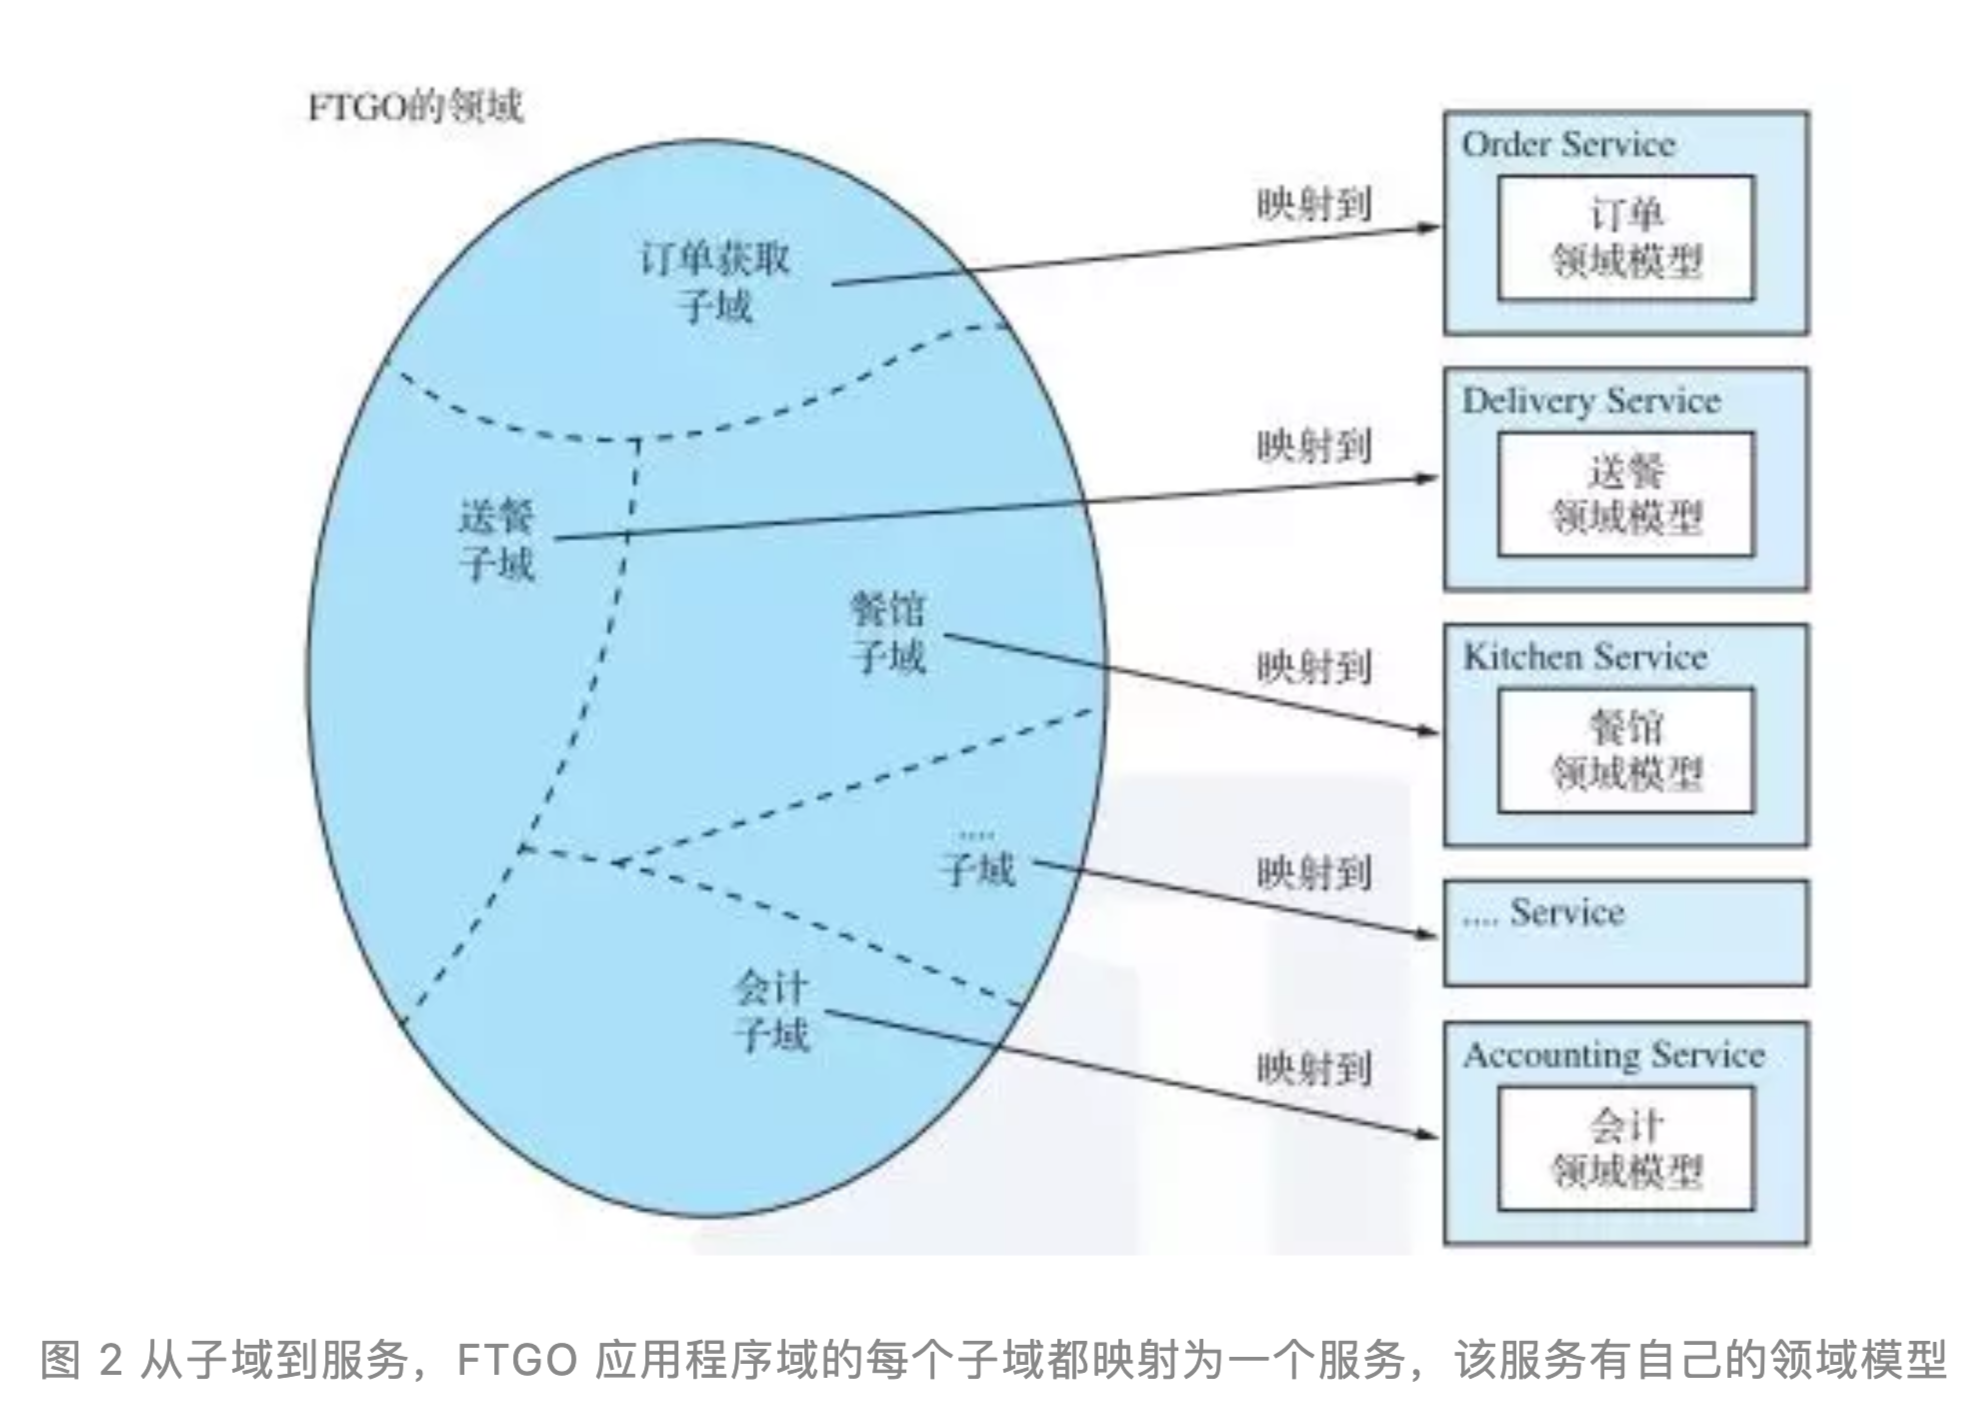 FTGO的领域
订单获取
子域
送餐
子域
餐馆
子域
....
子域
会计
子域
映射到
映射到
映射到
映射到
映射到
Order Service
订单
领域模型
Delivery Service
送餐
领域模型
Kitchen Service
餐馆
领域模型
.... Service
Accounting Service
会计
领域模型
图 2 从子域到服务，FTGO 应用程序域的每个子域都映射为一个服务，该服务有自己的领域模型